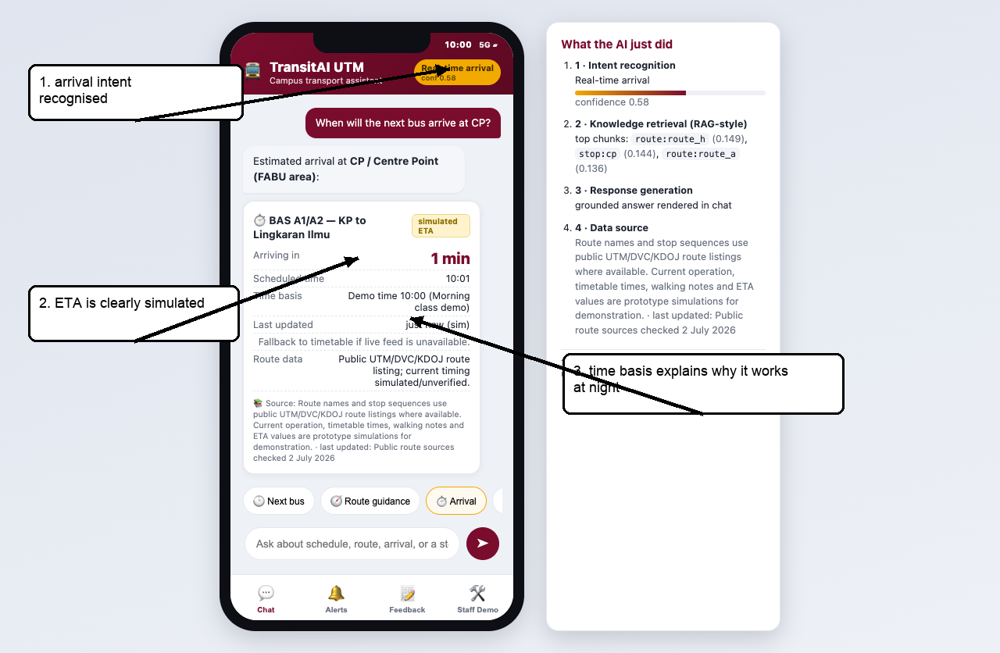 1. arrival intent
recognised
2. ETA is clearly simulated
10:00 5G
TransitAI UTM
Campus transport assistant
Real-time arrival
conf 0.58
When will the next bus arrive at CP?
Estimated arrival at CP / Centre Point
(FABU area):
BAS A1/A2 — KP to
Lingkaran Ilmu
simulated
ETA
Arriving in 1 min
Scheduled time 10:01
Time basis Demo time 10:00 (Morning
class demo)
Last updated just now (sim)
Fallback to timetable if live feed is unavailable.
Route data Public UTM/DVC/KDOJ route
listing; current timing
simulated/unverified.
Source: Route names and stop sequences use
public UTM/DVC/KDOJ route listings where available.
Current operation, timetable times, walking notes and
ETA values are prototype simulations for
demonstration. · last updated: Public route sources
checked 2 July 2026
Next bus Route guidance Arrival
Ask about schedule, route, arrival, or a st
Chat Alerts Feedback Staff Demo
What the AI just did
1. 1 · Intent recognition
Real-time arrival
confidence 0.58
2. 2 · Knowledge retrieval (RAG-style)
top chunks: route:route_h (0.149),
stop:cp (0.144), route:route_a
(0.136)
3. 3 · Response generation
grounded answer rendered in chat
4. 4 · Data source
Route names and stop sequences use
public UTM/DVC/KDOJ route listings
where available. Current operation,
timetable times, walking notes and ETA
values are prototype simulations for
demonstration. · last updated: Public
route sources checked 2 July 2026
3. time basis explains why it works
at night